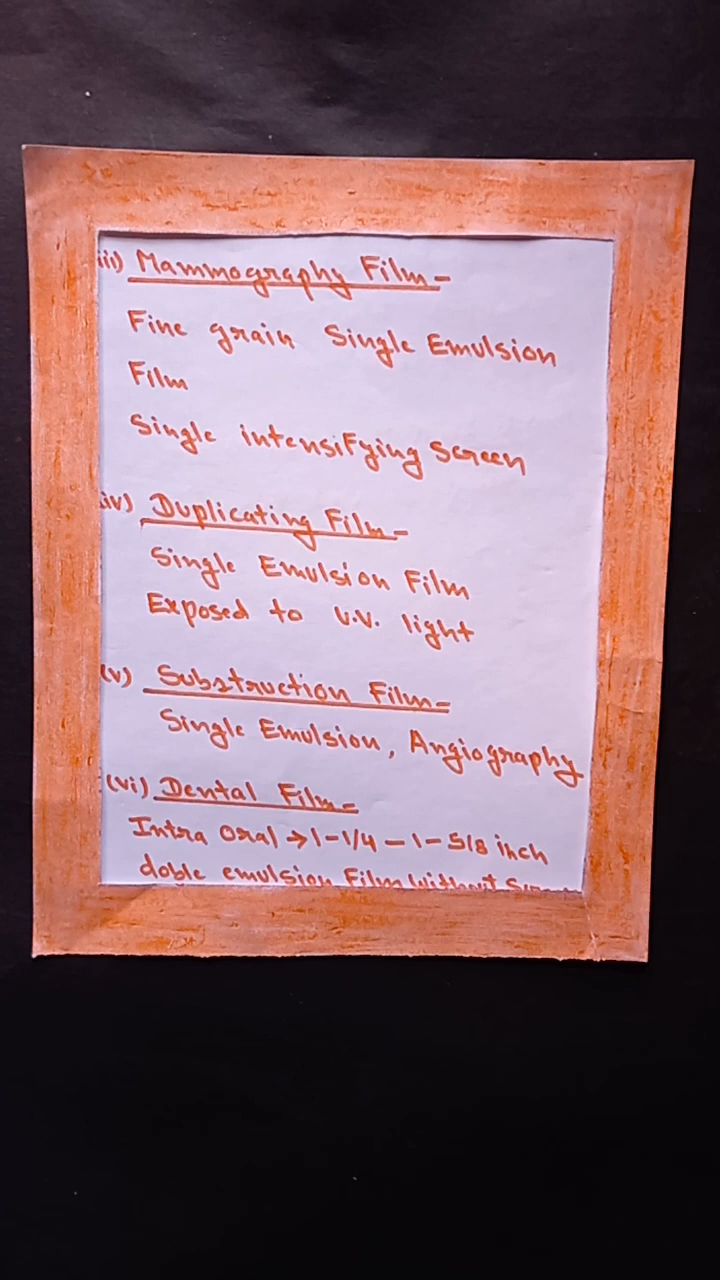 iii) Mammography Film-
Fine grain Single Emulsion
Film
Single intensifying Screen
iv) Duplicating Film-
Single Emulsion Film
Exposed to U.V. light
(v) Substruction Film-
Single Emulsion, Angiography
(vi) Dental Film-
Intra Oral → 1-1/4 - 1-5/8 inch
doble emulsion Film Without